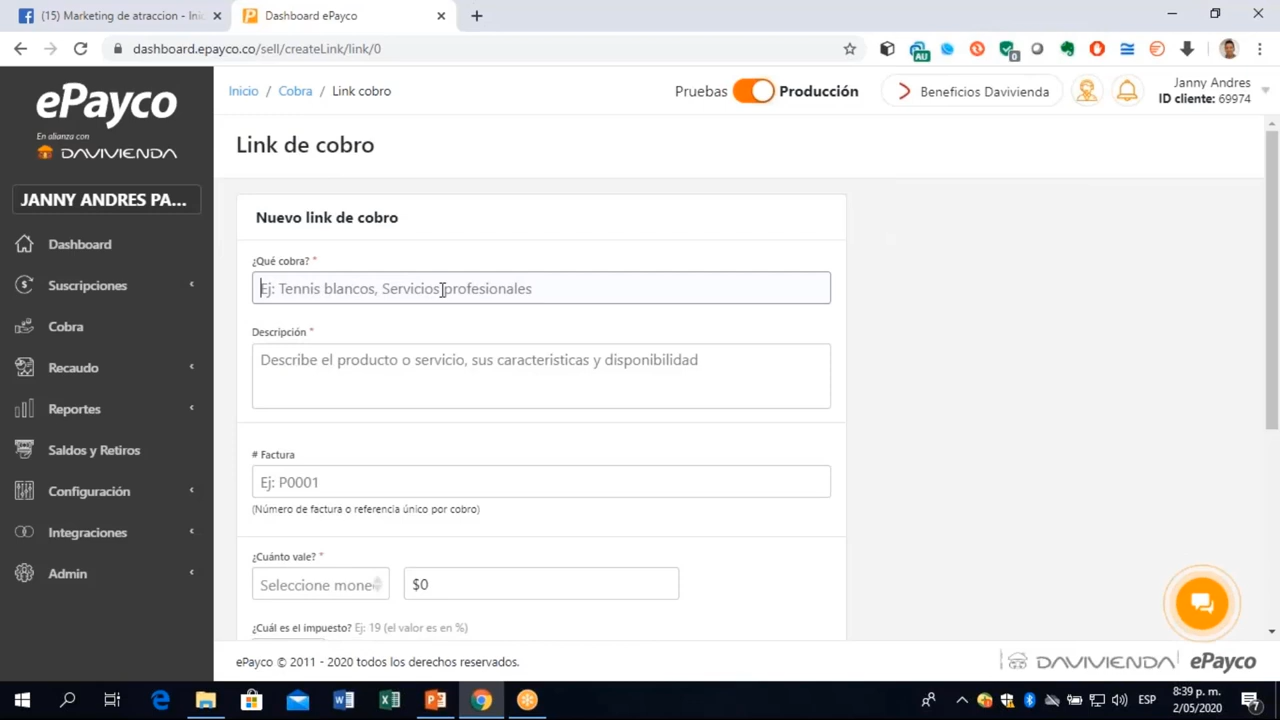 (15) Marketing de atraccion - Inic
Dashboard ePayco
dashboard.epayco.co/sell/createLink/link/0
AU
0
ePayco
En alianza con
DAVIVIENDA
Inicio / Cobra / Link cobro
Pruebas
Producción
Beneficios Davivienda
Janny Andres
ID cliente: 69974
JANNY ANDRES PA...
Dashboard
Suscripciones
Cobra
Recaudo
Reportes
Saldos y Retiros
Configuración
Integraciones
Admin
Link de cobro
Nuevo link de cobro
¿Qué cobra? *
Ej: Tennis blancos, Servicios profesionales
Descripción *
Describe el producto o servicio, sus caracteristicas y disponibilidad
# Factura
Ej: P0001
(Número de factura o referencia único por cobro)
¿Cuánto vale? *
Seleccione mone
$0
¿Cuál es el impuesto? Ej: 19 (el valor es en %)
ePayco © 2011 - 2020 todos los derechos reservados.
DAVIVIENDA ePayco
ESP
8:39 p. m.
2/05/2020
7